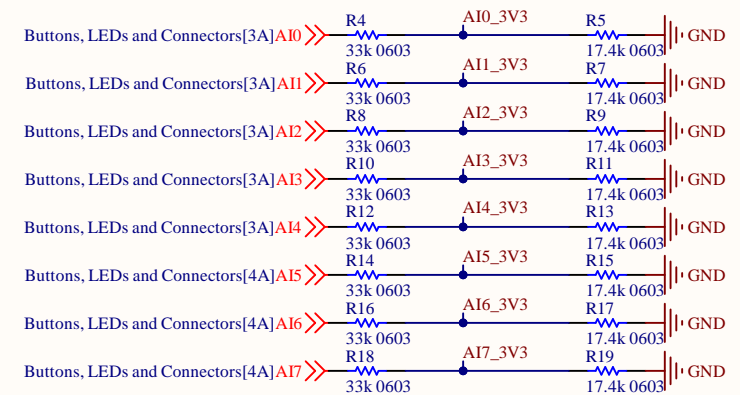 R4 AI0_3V3 R5
Buttons, LEDs and Connectors[3A]AI0 GND
33k 0603 17.4k 0603
R6 AI1_3V3 R7
Buttons, LEDs and Connectors[3A]AI1 GND
33k 0603 17.4k 0603
R8 AI2_3V3 R9
Buttons, LEDs and Connectors[3A]AI2 GND
33k 0603 17.4k 0603
R10 AI3_3V3 R11
Buttons, LEDs and Connectors[3A]AI3 GND
33k 0603 17.4k 0603
R12 AI4_3V3 R13
Buttons, LEDs and Connectors[3A]AI4 GND
33k 0603 17.4k 0603
R14 AI5_3V3 R15
Buttons, LEDs and Connectors[4A]AI5 GND
33k 0603 17.4k 0603
R16 AI6_3V3 R17
Buttons, LEDs and Connectors[4A]AI6 GND
33k 0603 17.4k 0603
R18 AI7_3V3 R19
Buttons, LEDs and Connectors[4A]AI7 GND
33k 0603 17.4k 0603